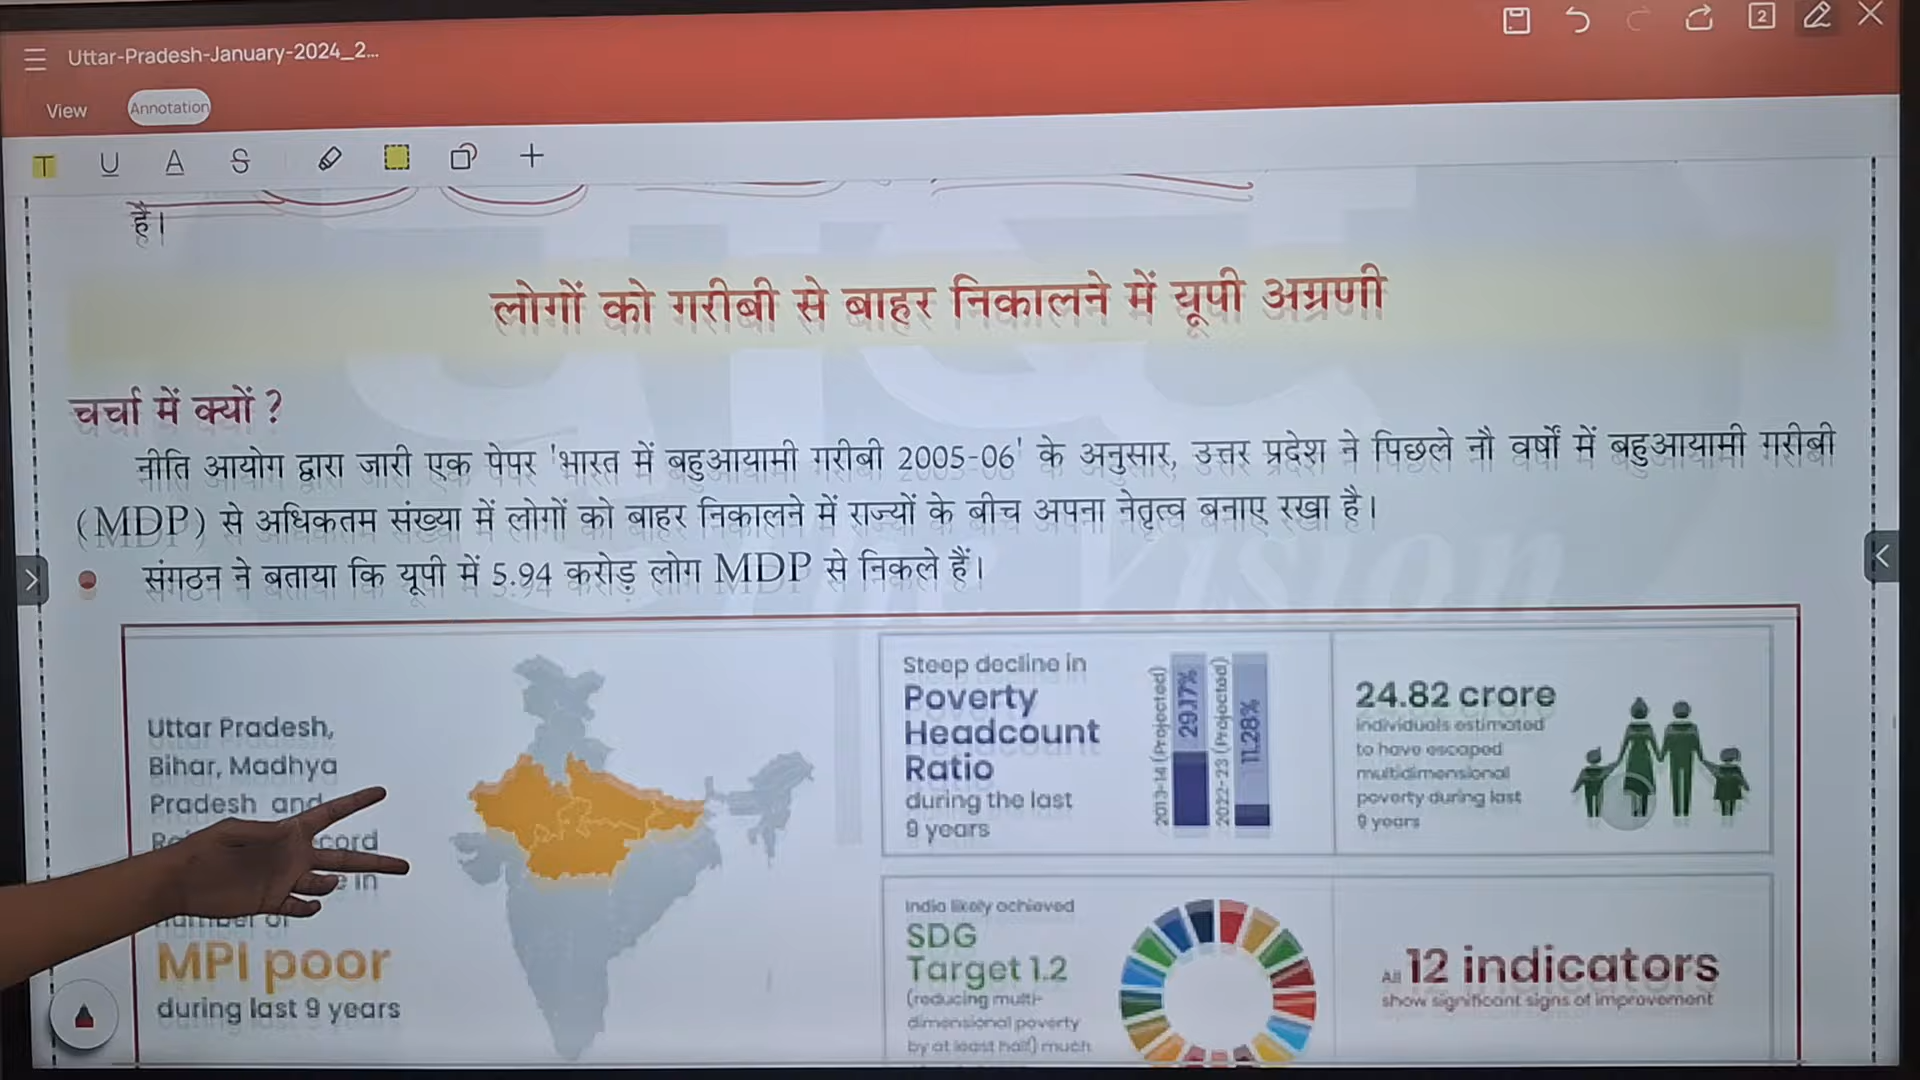 Uttar-Pradesh-January-2024_2...
2
View
Annotation
T U A S
है।
लोगों को गरीबी से बाहर निकालने में यूपी अग्रणी
चर्चा में क्यों ?
नीति आयोग द्वारा जारी एक पेपर 'भारत में बहुआयामी गरीबी 2005-06' के अनुसार, उत्तर प्रदेश ने पिछले नौ वर्षों में बहुआयामी गरीबी
(MDP) से अधिकतम संख्या में लोगों को बाहर निकालने में राज्यों के बीच अपना नेतृत्व बनाए रखा है।
संगठन ने बताया कि यूपी में 5.94 करोड़ लोग MDP से निकले हैं।
Vision
Uttar Pradesh,
Bihar, Madhya
Pradesh and
in
number of
MPI poor
during last 9 years
Steep decline in
Poverty
Headcount
Ratio
during the last
9 years
2013-14 (Projected)
29.17%
2022-23 (Projected)
11.28%
24.82 crore
individuals estimated
to have escaped
multidimensional
poverty during last
9 years
India likely achieved
SDG
Target 1.2
(reducing multi-
dimensional poverty
by at least half) much
All 12 indicators
show significant signs of improvement